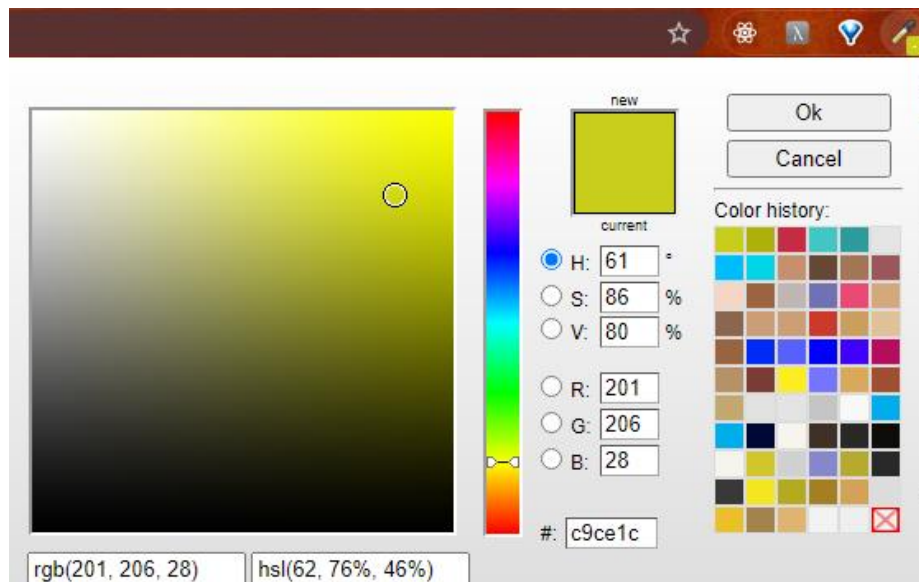 λ
new
current
Ok
Cancel
Color history:
H: 61 °
S: 86 %
V: 80 %
R: 201
G: 206
B: 28
#: c9ce1c
rgb(201, 206, 28) hsl(62, 76%, 46%)